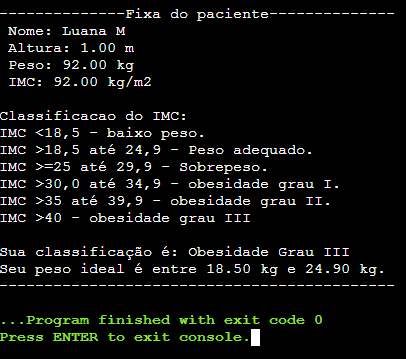 --------------Fixa do paciente--------------
Nome: Luana M
Altura: 1.00 m
Peso: 92.00 kg
IMC: 92.00 kg/m2
Classificacao do IMC:
IMC <18,5 - baixo peso.
IMC >18,5 até 24,9 - Peso adequado.
IMC >=25 até 29,9 - Sobrepeso.
IMC >30,0 até 34,9 - obesidade grau I.
IMC >35 até 39,9 - obesidade grau II.
IMC >40 - obesidade grau III
Sua classificação é: Obesidade Grau III
Seu peso ideal é entre 18.50 kg e 24.90 kg.
--------------------------------------------
...Program finished with exit code 0
Press ENTER to exit console.